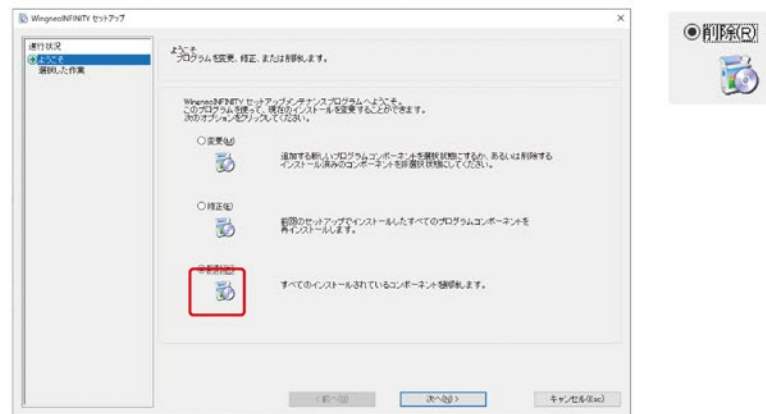 WingneoINFINITY セットアップ
進行状況
ようこそ
選択した作業
ようこそ
プログラムを変更、修正、または削除します。
WingneoINFINITY セットアップメンテナンスプログラムへようこそ。
このプログラムを使って、現在のインストールを変更することができます。
次のオプションをクリックしてください。
変更(M)
追加する新しいプログラムコンポーネントを選択状態にするか、あるいは削除する
インストール済みのコンポーネントを非選択状態にしてください。
修正(E)
前回のセットアップでインストールしたすべてのプログラムコンポーネントを
再インストールします。
削除(R)
すべてのインストールされているコンポーネントを削除します。
< 前へ(B)
次へ(N) >
キャンセル(Esc)
削除(R)